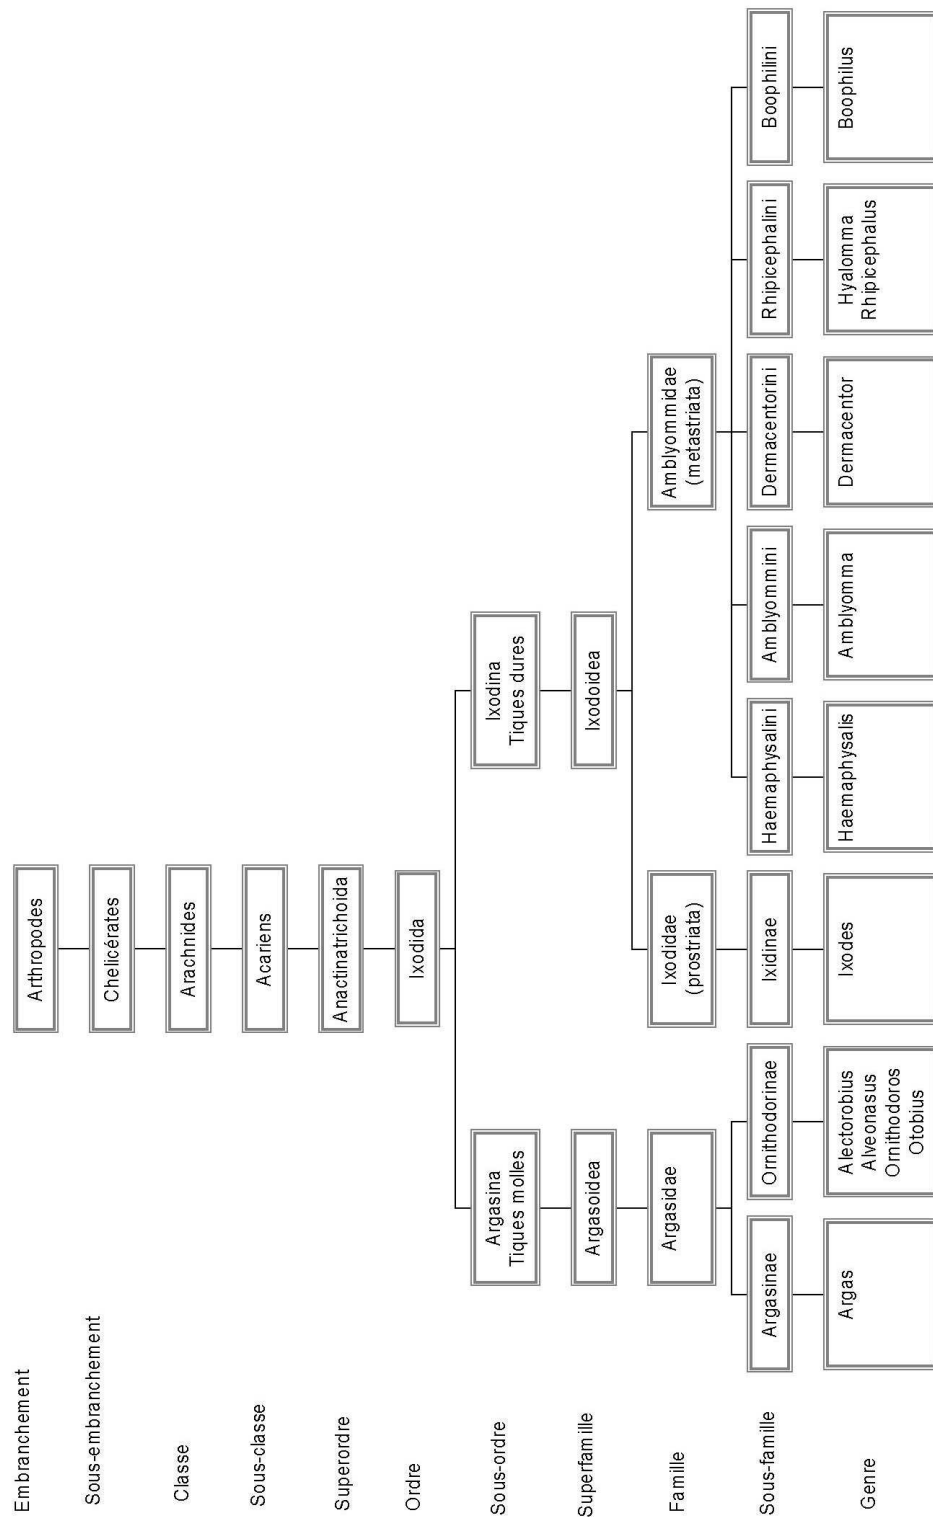 Embranchement
Arthropodes
Sous-embranchement
Chelicérates
Classe
Arachnides
Sous-classe
Acariens
Superordre
Anactinatrichoida
Ordre
Ixodida
Sous-ordre
Argasina
Tiques molles
Ixodina
Tiques dures
Superfamille
Argasoidea
Ixodoidea
Famille
Argasidae
Ixodidae
(prostriata)
Amblyommidae
(metastriata)
Sous-famille
Argasinae
Ornithodorinae
Ixidinae
Haemaphysalini
Amblyommini
Dermacentorini
Rhipicephalini
Boophilini
Genre
Argas
Alectorobius
Alveonasus
Ornithodoros
Otobius
Ixodes
Haemaphysalis
Amblyomma
Dermacentor
Hyalomma
Rhipicephalus
Boophilus